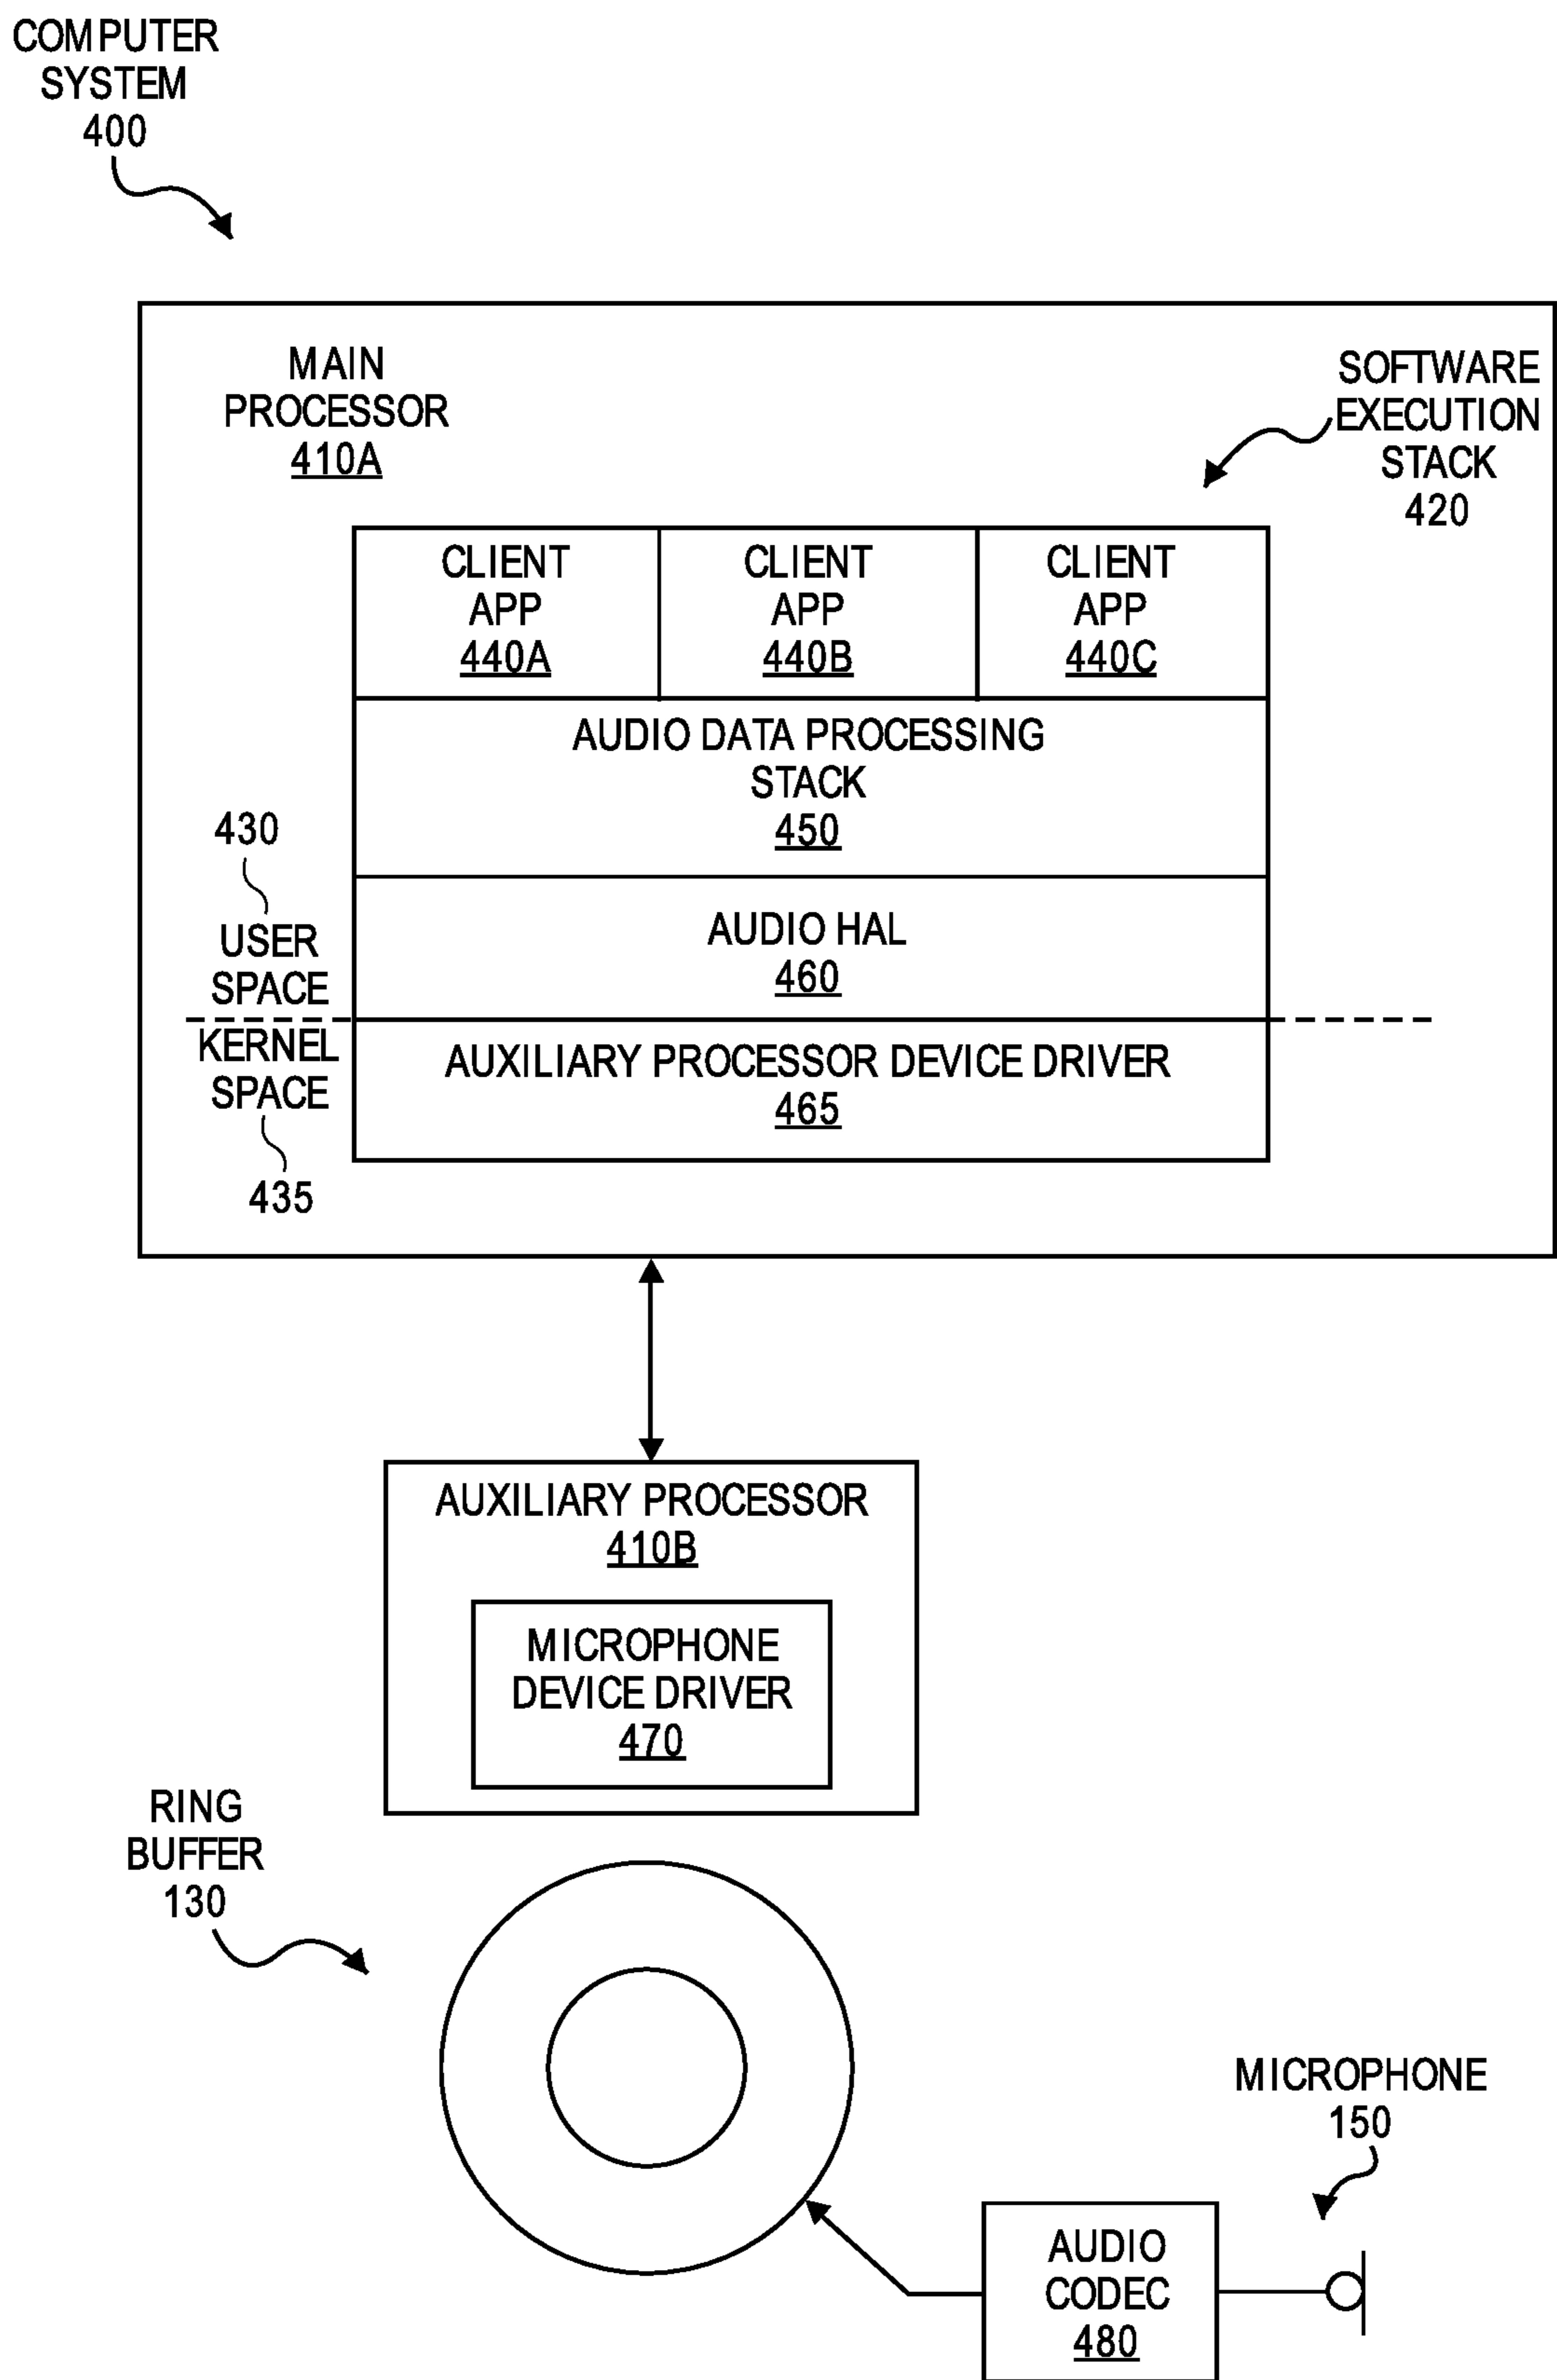 COMPUTER
SYSTEM
400
MAIN
PROCESSOR
410A
SOFTWARE
EXECUTION
STACK
420
CLIENT
APP
440A
CLIENT
APP
440B
CLIENT
APP
440C
AUDIO DATA PROCESSING
STACK
450
430
USER
SPACE
AUDIO HAL
460
KERNEL
SPACE
435
AUXILIARY PROCESSOR DEVICE DRIVER
465
AUXILIARY PROCESSOR
410B
MICROPHONE
DEVICE DRIVER
470
RING
BUFFER
130
MICROPHONE
150
AUDIO
CODEC
480